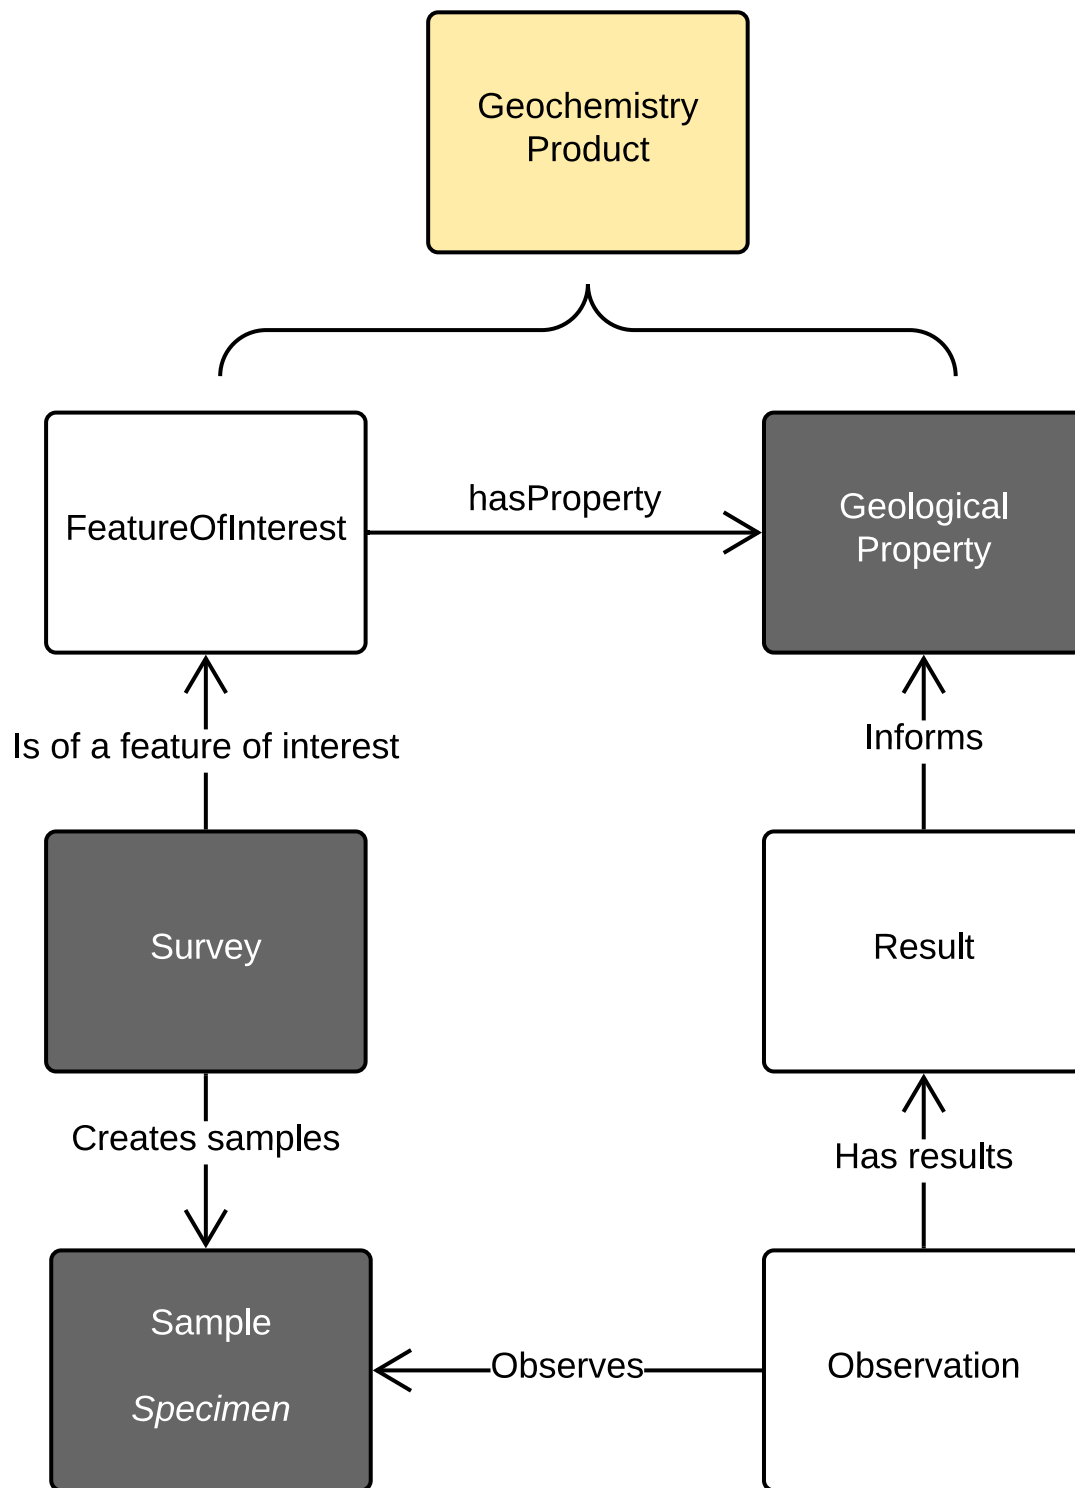 Geochemistry
Product
FeatureOfInterest
hasProperty
Geological
Property
Is of a feature of interest
Informs
Survey
Result
Creates samples
Has results
Sample
Specimen
Observes
Observation